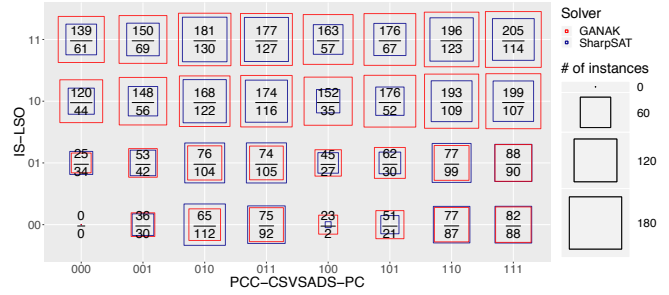 Solver
GANAK
SharpSAT
# of instances
0
60
120
180
IS-LSO
11
139 150 181 177 163 176 196 205
61 69 130 127 57 67 123 114
10
120 148 168 174 152 176 193 199
44 56 122 116 35 52 109 107
01
25 53 76 74 45 62 77 88
34 42 104 105 27 30 99 90
00
0 36 65 75 23 51 77 82
0 30 112 92 2 21 87 88
000 001 010 011 100 101 110 111
PCC-CSVSADS-PC